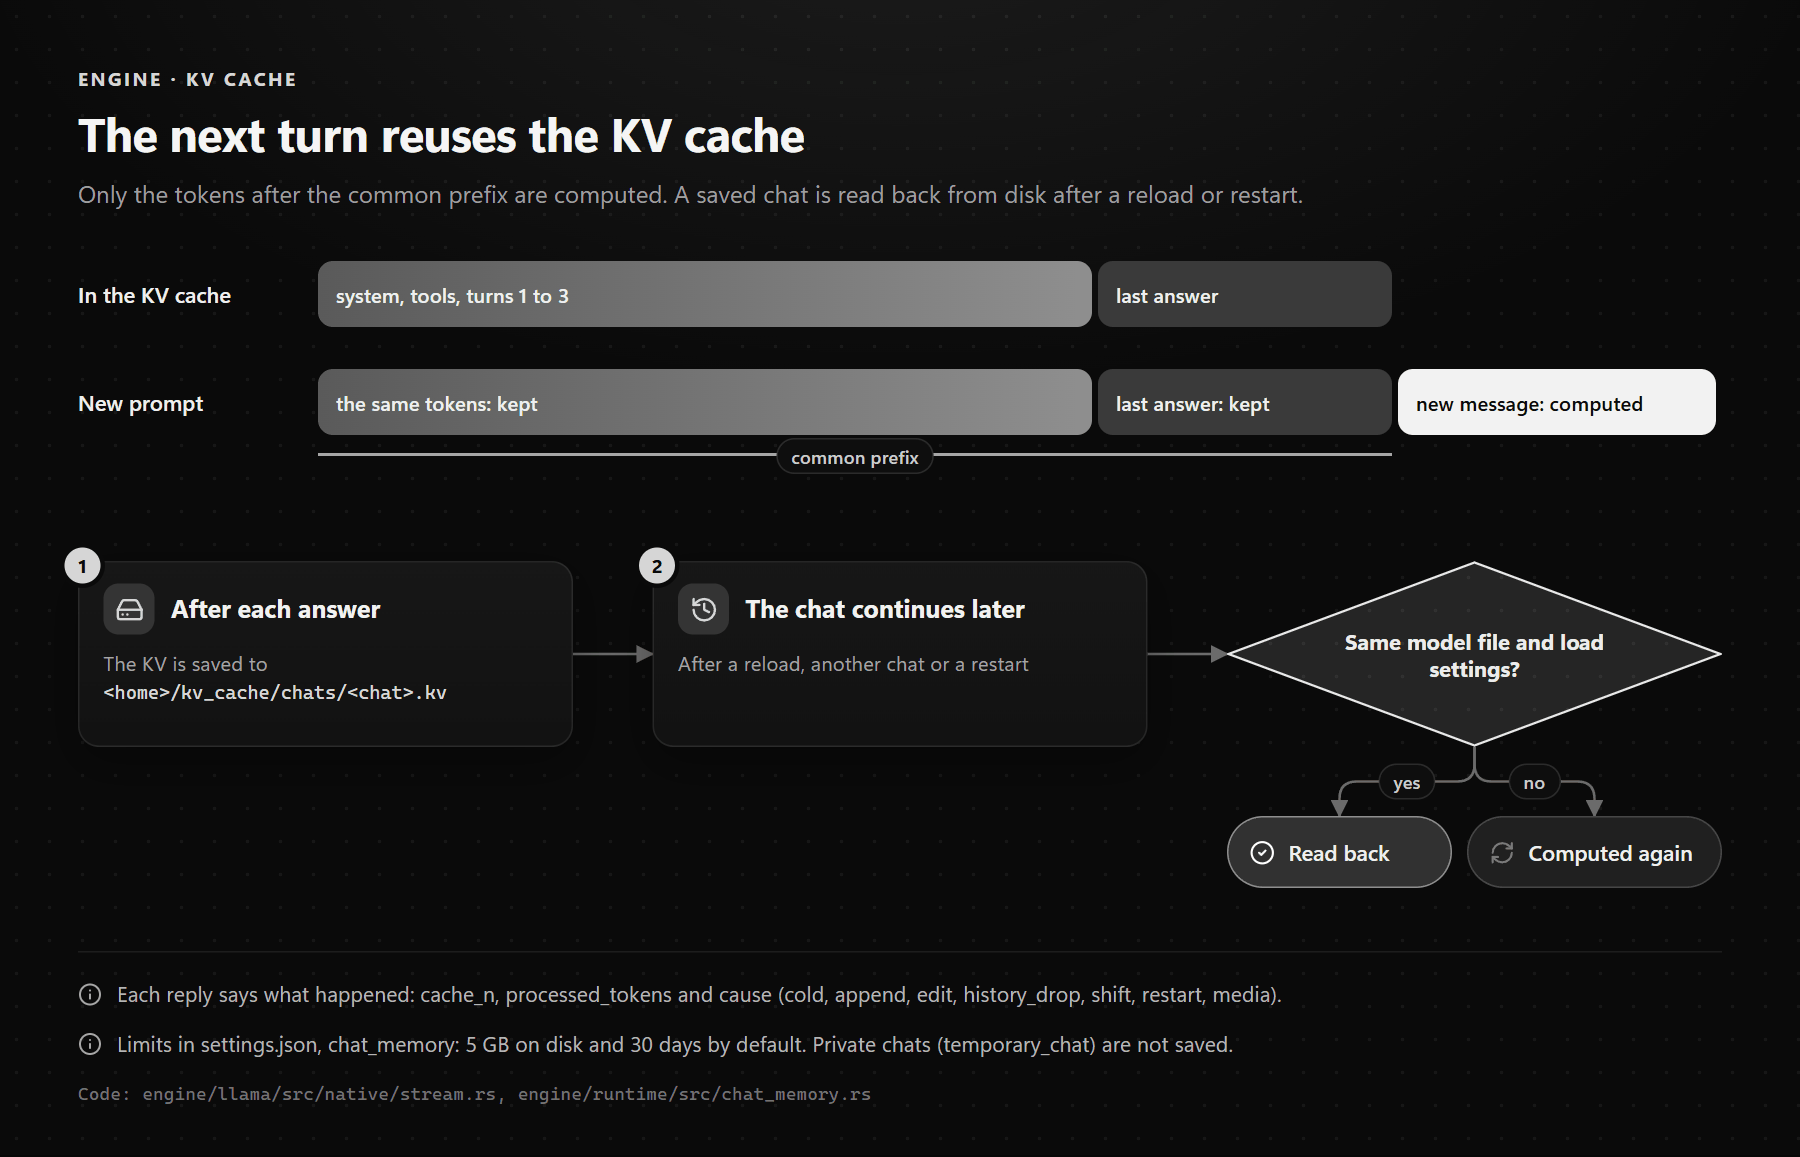 ENGINE · KV CACHE
The next turn reuses the KV cache
Only the tokens after the common prefix are computed. A saved chat is read back from disk after a reload or restart.
In the KV cache
system, tools, turns 1 to 3
last answer
New prompt
the same tokens: kept
last answer: kept
new message: computed
common prefix
1
After each answer
The KV is saved to
<home>/kv_cache/chats/<chat>.kv
2
The chat continues later
After a reload, another chat or a restart
Same model file and load
settings?
yes
no
Read back
Computed again
Each reply says what happened: cache_n, processed_tokens and cause (cold, append, edit, history_drop, shift, restart, media).
Limits in settings.json, chat_memory: 5 GB on disk and 30 days by default. Private chats (temporary_chat) are not saved.
Code: engine/llama/src/native/stream.rs, engine/runtime/src/chat_memory.rs